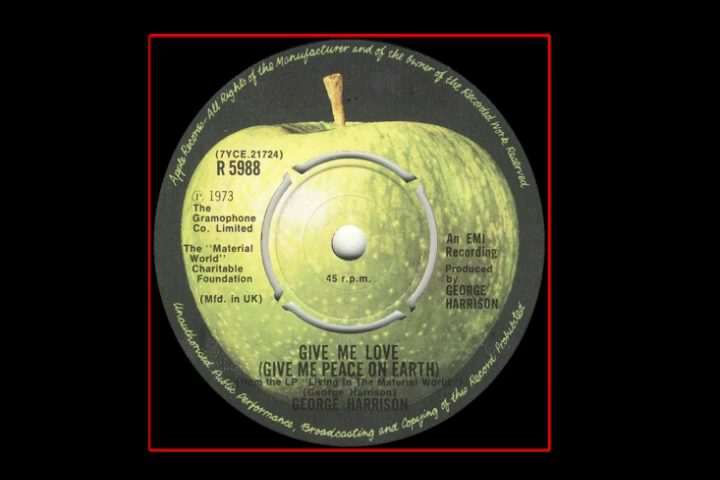 Apple Records-All Rights of the Manufacturer and of the Owner of the Recorded Work Reserved
(7YCE.21724)
R 5988
Ⓟ 1973
The
Gramophone
Co. Limited
The "Material
World"
Charitable
Foundation
(Mfd. in UK)
An EMI
Recording
Produced
by
GEORGE
HARRISON
45 r.p.m.
GIVE ME LOVE
(GIVE ME PEACE ON EARTH)
(from the LP "Living In The Material World")
(George Harrison)
GEORGE HARRISON
Unauthorised Public Performance, Broadcasting and Copying of this Record Prohibited